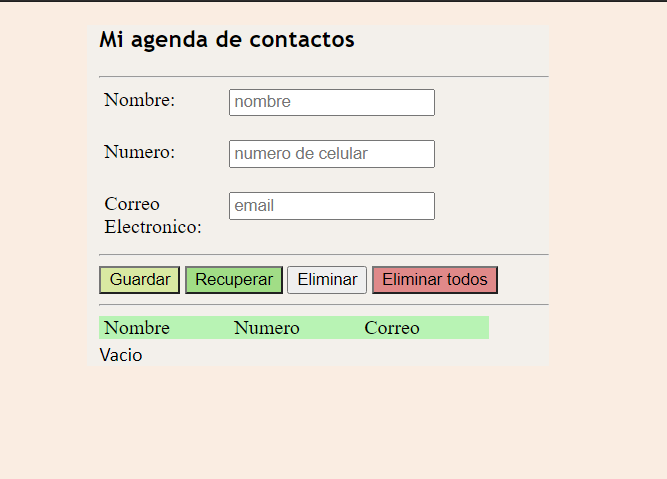 Mi agenda de contactos
Nombre: nombre
Numero: numero de celular
Correo email
Electronico:
Guardar Recuperar Eliminar Eliminar todos
Nombre Numero Correo
Vacio